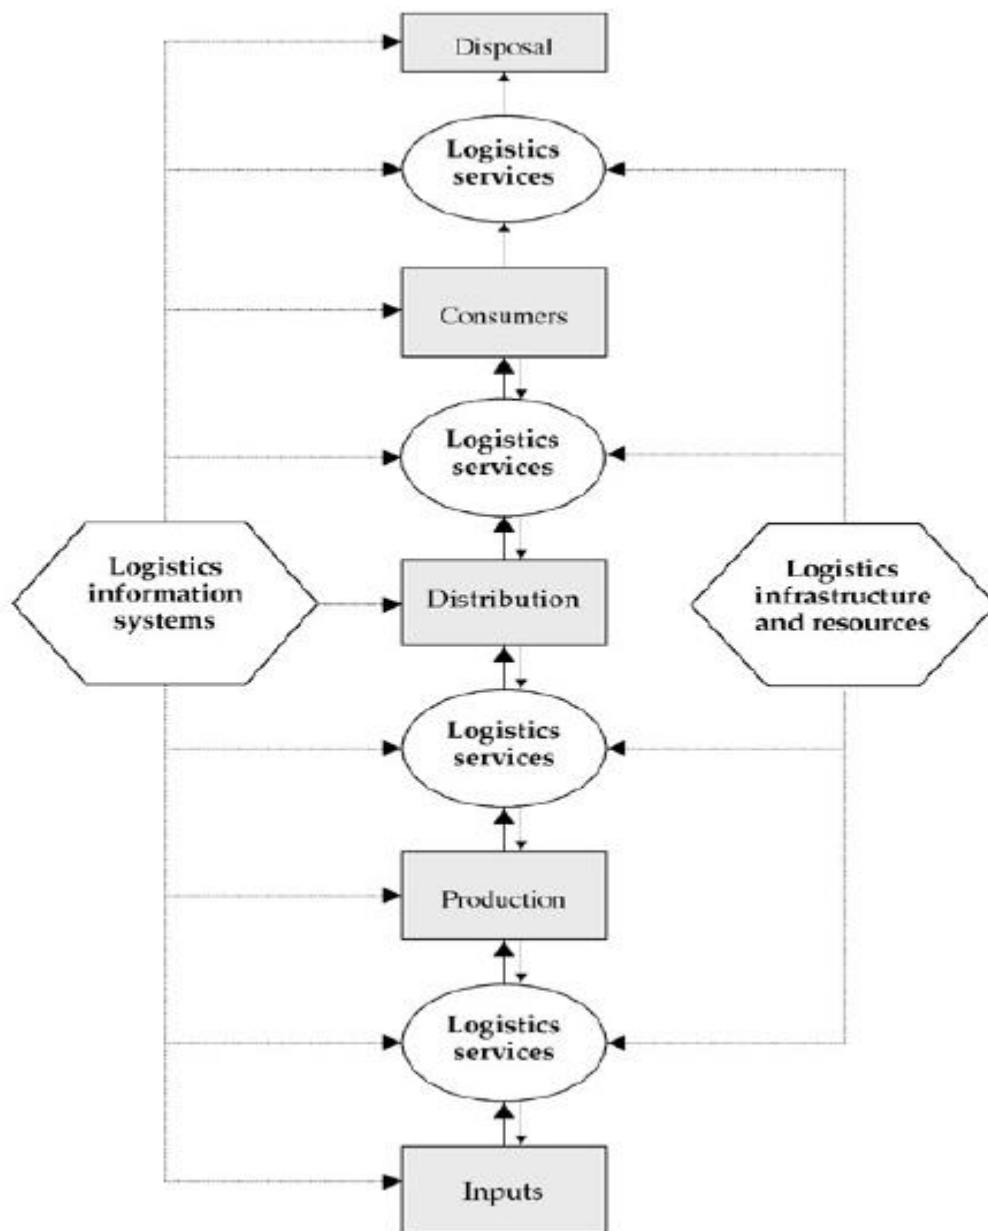 Disposal
Logistics
services
Consumers
Logistics
services
Logistics
information
systems
Distribution
Logistics
infrastructure
and resources
Logistics
services
Production
Logistics
services
Inputs